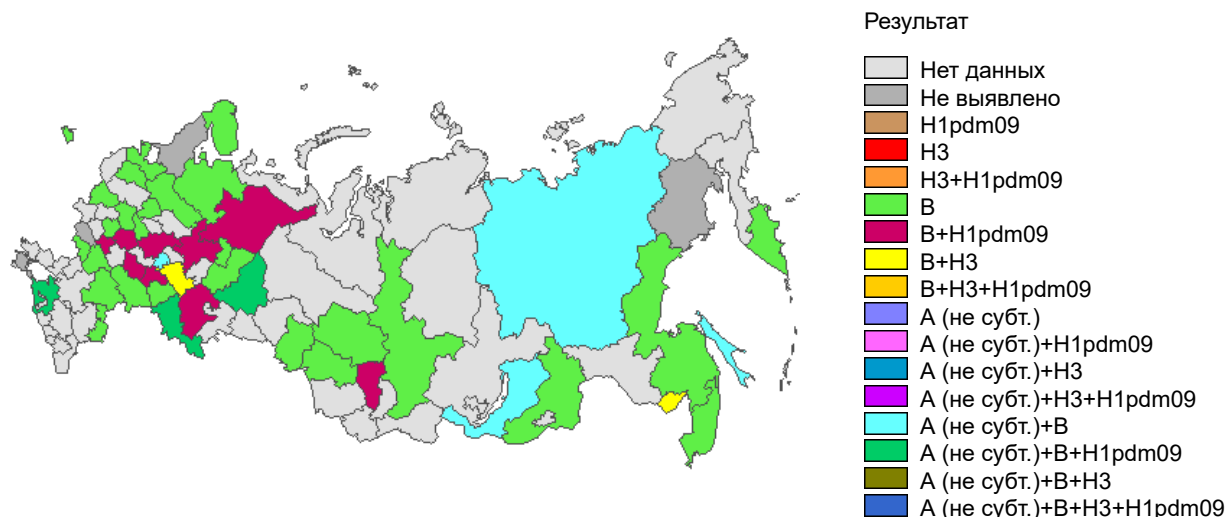 Результат
Нет данных
Не выявлено
H1pdm09
H3
H3+H1pdm09
B
B+H1pdm09
B+H3
B+H3+H1pdm09
А (не субт.)
А (не субт.)+H1pdm09
А (не субт.)+H3
А (не субт.)+H3+H1pdm09
А (не субт.)+B
А (не субт.)+B+H1pdm09
А (не субт.)+B+H3
А (не субт.)+B+H3+H1pdm09